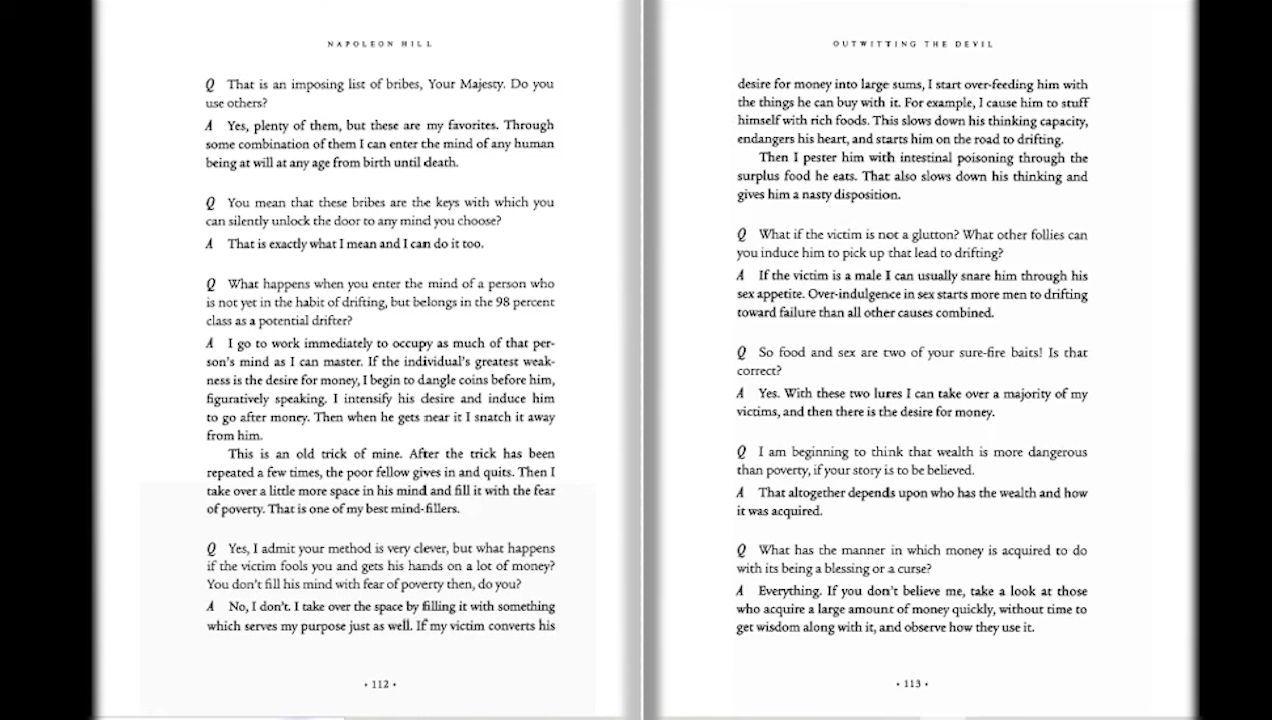 NAPOLEON HILL
Q That is an imposing list of bribes, Your Majesty. Do you
use others?
A Yes, plenty of them, but these are my favorites. Through
some combination of them I can enter the mind of any human
being at will at any age from birth until death.
Q You mean that these bribes are the keys with which you
can silently unlock the door to any mind you choose?
A That is exactly what I mean and I can do it too.
Q What happens when you enter the mind of a person who
is not yet in the habit of drifting, but belongs in the 98 percent
class as a potential drifter?
A I go to work immediately to occupy as much of that per-
son's mind as I can master. If the individual's greatest weak-
ness is the desire for money, I begin to dangle coins before him,
figuratively speaking. I intensify his desire and induce him
to go after money. Then when he gets near it I snatch it away
from him.
This is an old trick of mine. After the trick has been
repeated a few times, the poor fellow gives in and quits. Then I
take over a little more space in his mind and fill it with the fear
of poverty. That is one of my best mind-fillers.
Q Yes, I admit your method is very clever, but what happens
if the victim fools you and gets his hands on a lot of money?
You don't fill his mind with fear of poverty then, do you?
A No, I don't. I take over the space by filling it with something
which serves my purpose just as well. If my victim converts his
• 112 •
OUTWITTING THE DEVIL
desire for money into large sums, I start over-feeding him with
the things he can buy with it. For example, I cause him to stuff
himself with rich foods. This slows down his thinking capacity,
endangers his heart, and starts him on the road to drifting.
Then I pester him with intestinal poisoning through the
surplus food he eats. That also slows down his thinking and
gives him a nasty disposition.
Q What if the victim is not a glutton? What other follies can
you induce him to pick up that lead to drifting?
A If the victim is a male I can usually snare him through his
sex appetite. Over-indulgence in sex starts more men to drifting
toward failure than all other causes combined.
Q So food and sex are two of your sure-fire baits! Is that
correct?
A Yes. With these two lures I can take over a majority of my
victims, and then there is the desire for money.
Q I am beginning to think that wealth is more dangerous
than poverty, if your story is to be believed.
A That altogether depends upon who has the wealth and how
it was acquired.
Q What has the manner in which money is acquired to do
with its being a blessing or a curse?
A Everything. If you don't believe me, take a look at those
who acquire a large amount of money quickly, without time to
get wisdom along with it, and observe how they use it.
• 113 •